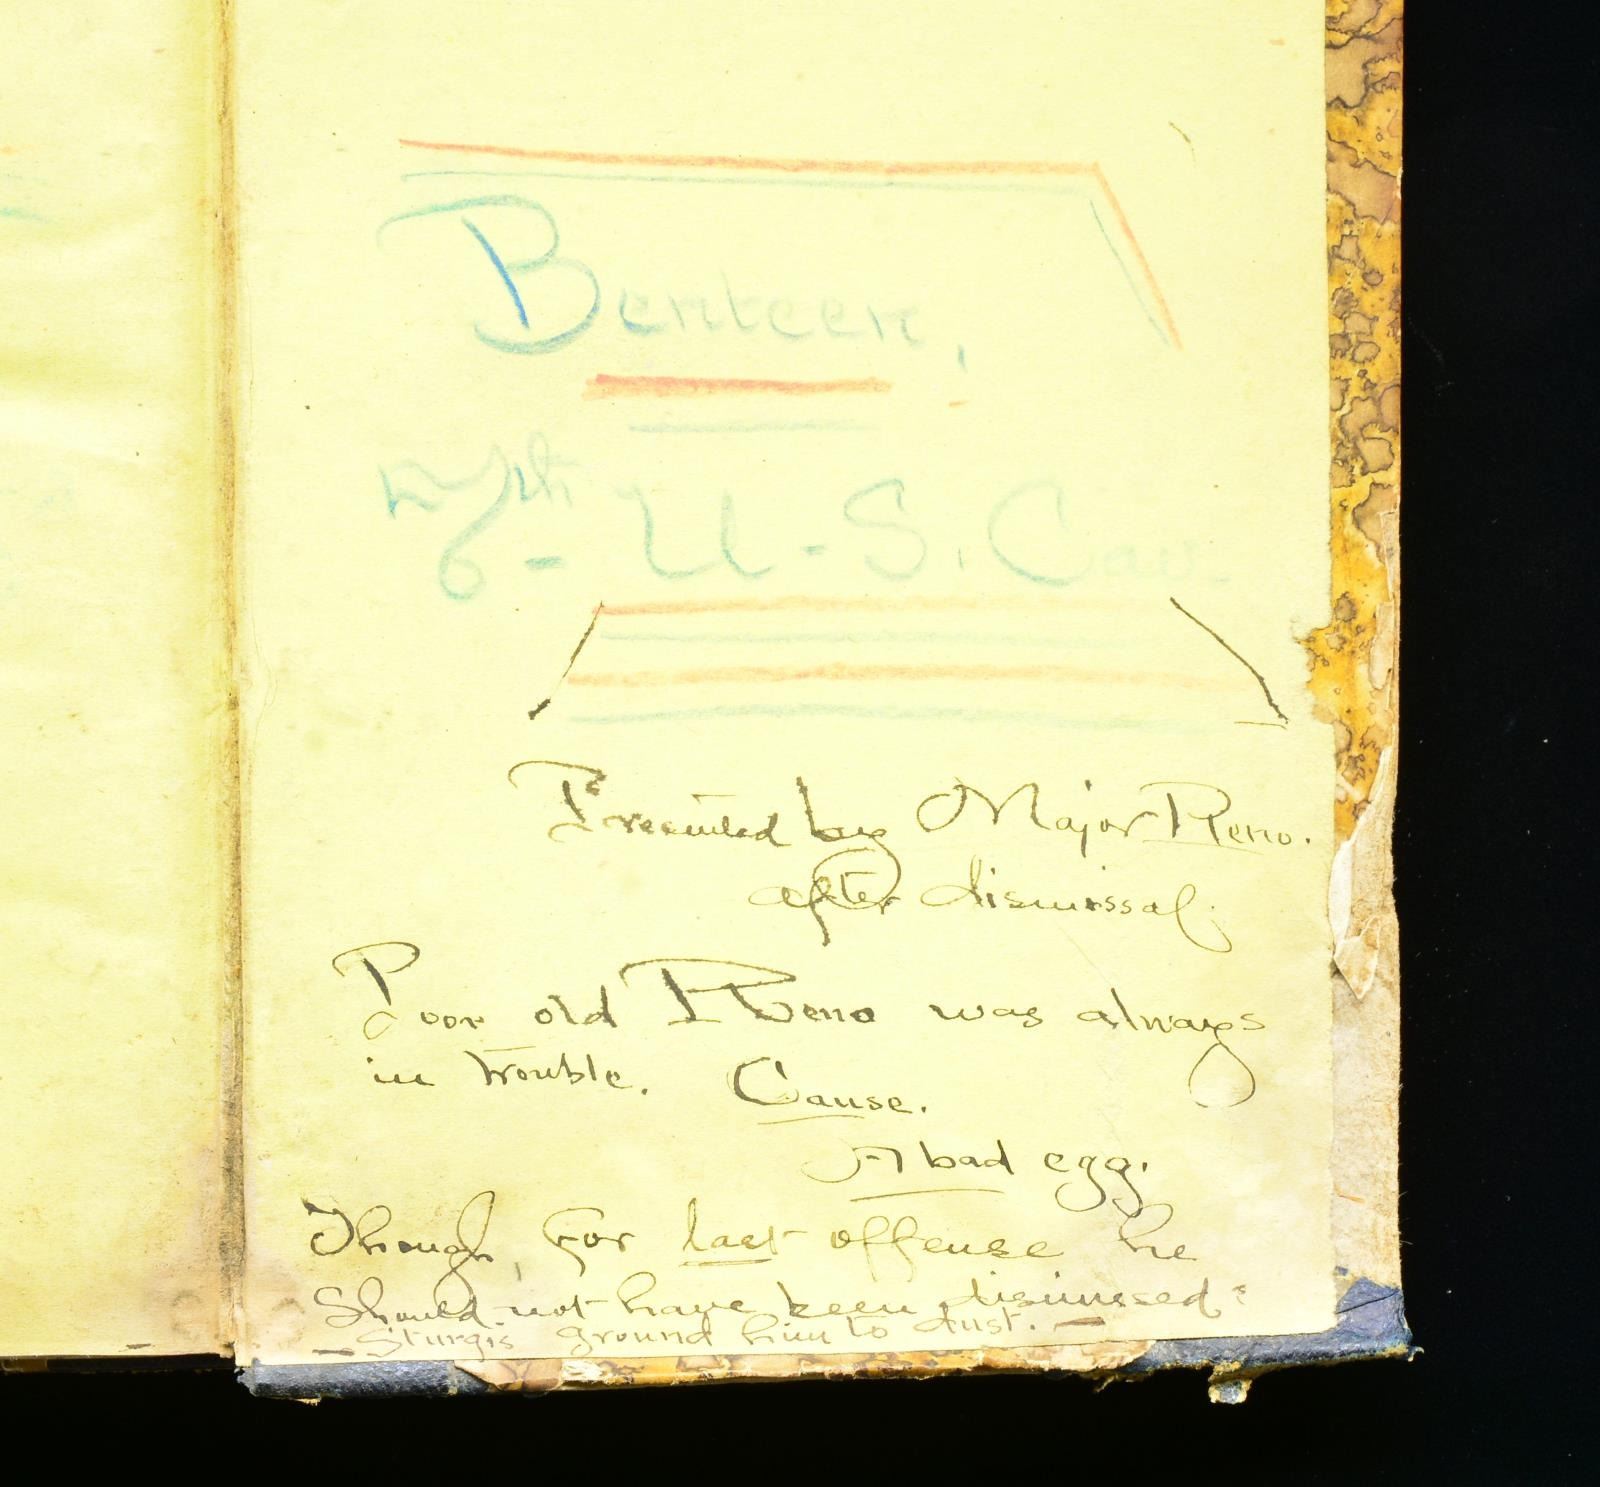 Benteen,
7th U-S. Cav.
Presented by Major Reno.
after dismissal.
Poor old Reno was always
in trouble. Cause.
A bad egg.
Though, for last offense he
should not have been dismissed:
— Sturgis ground him to dust. —